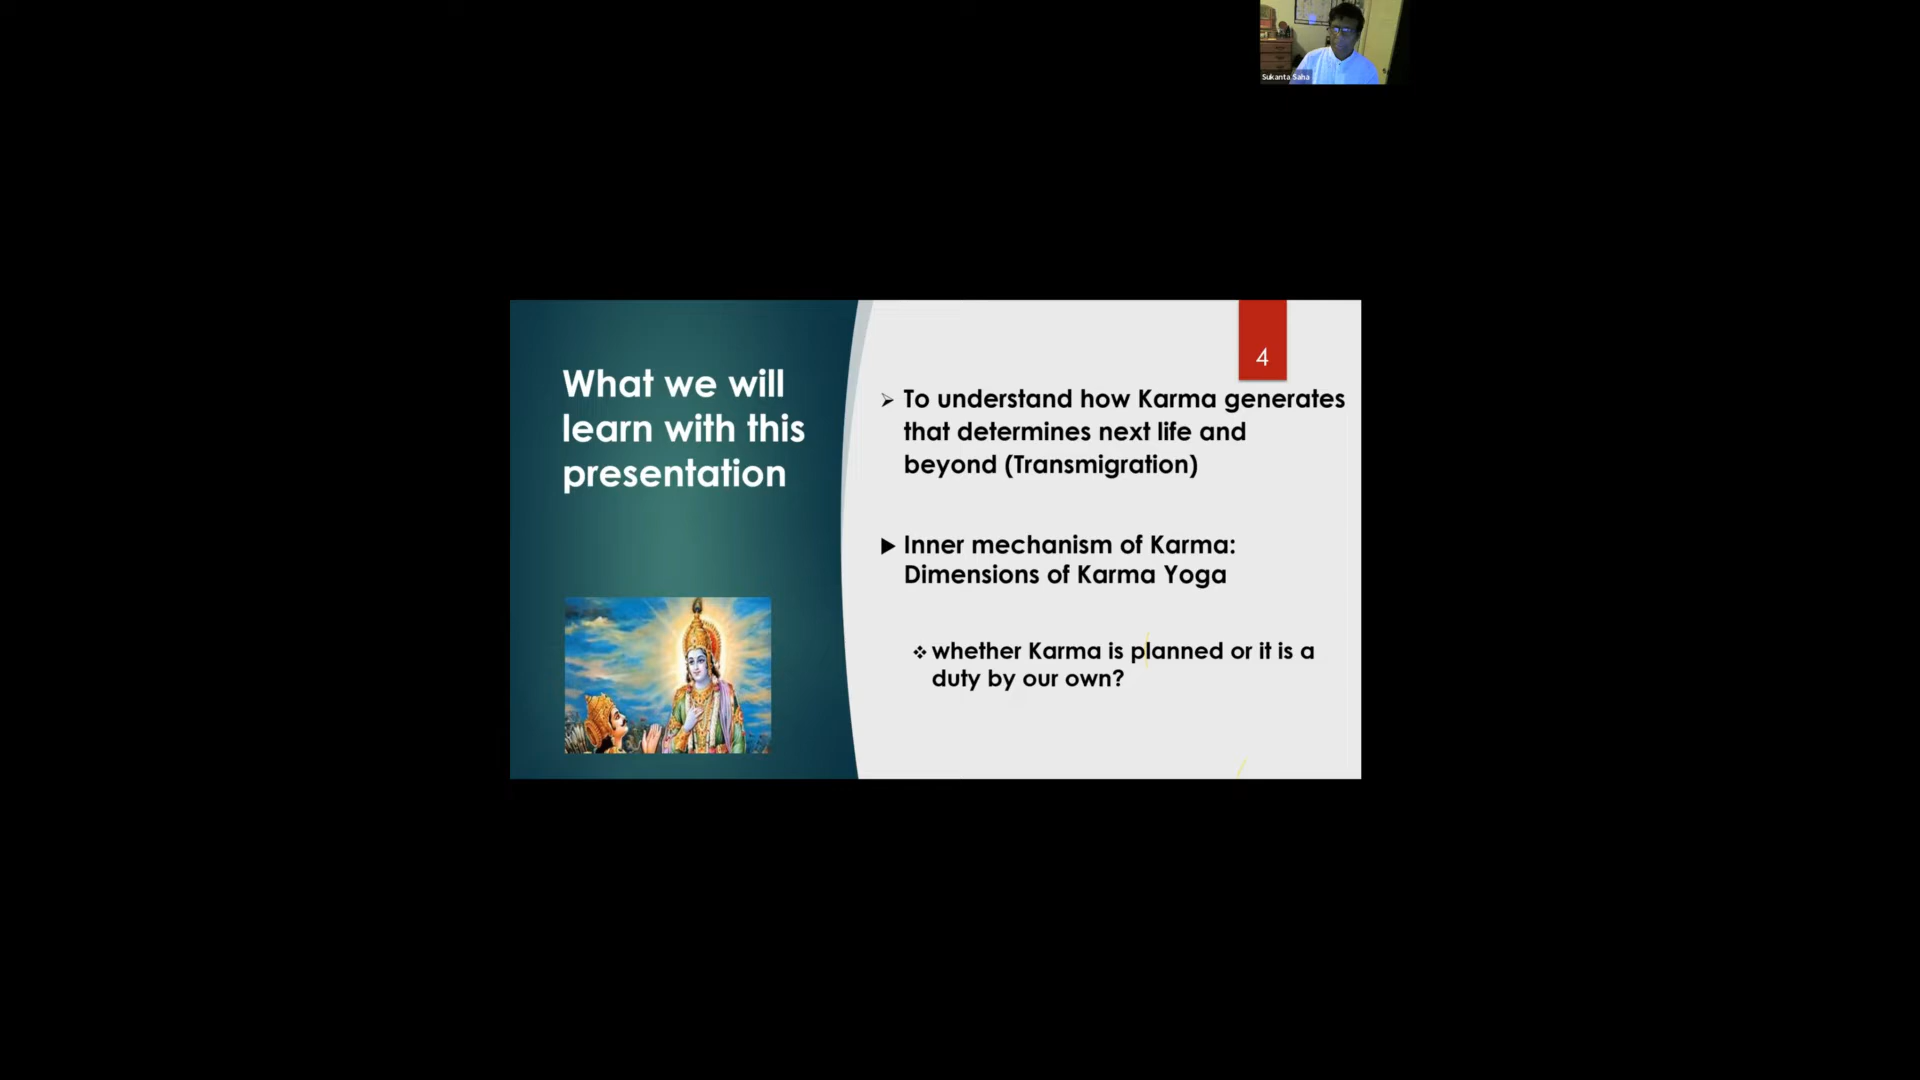 Sukanta Saha
What we will
learn with this
presentation
4
➢ To understand how Karma generates
that determines next life and
beyond (Transmigration)
▶ Inner mechanism of Karma:
Dimensions of Karma Yoga
❖ whether Karma is planned or it is a
duty by our own?